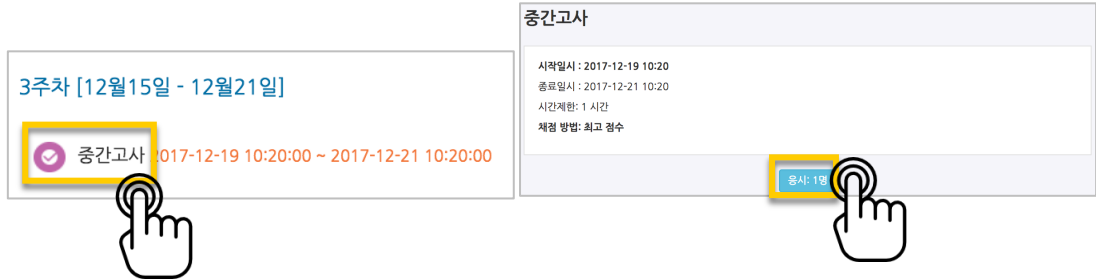 3주차 [12월15일 - 12월21일]
중간고사 2017-12-19 10:20:00 ~ 2017-12-21 10:20:00
중간고사
시작일시 : 2017-12-19 10:20
종료일시 : 2017-12-21 10:20
시간제한: 1 시간
채점 방법: 최고 점수
응시: 1명